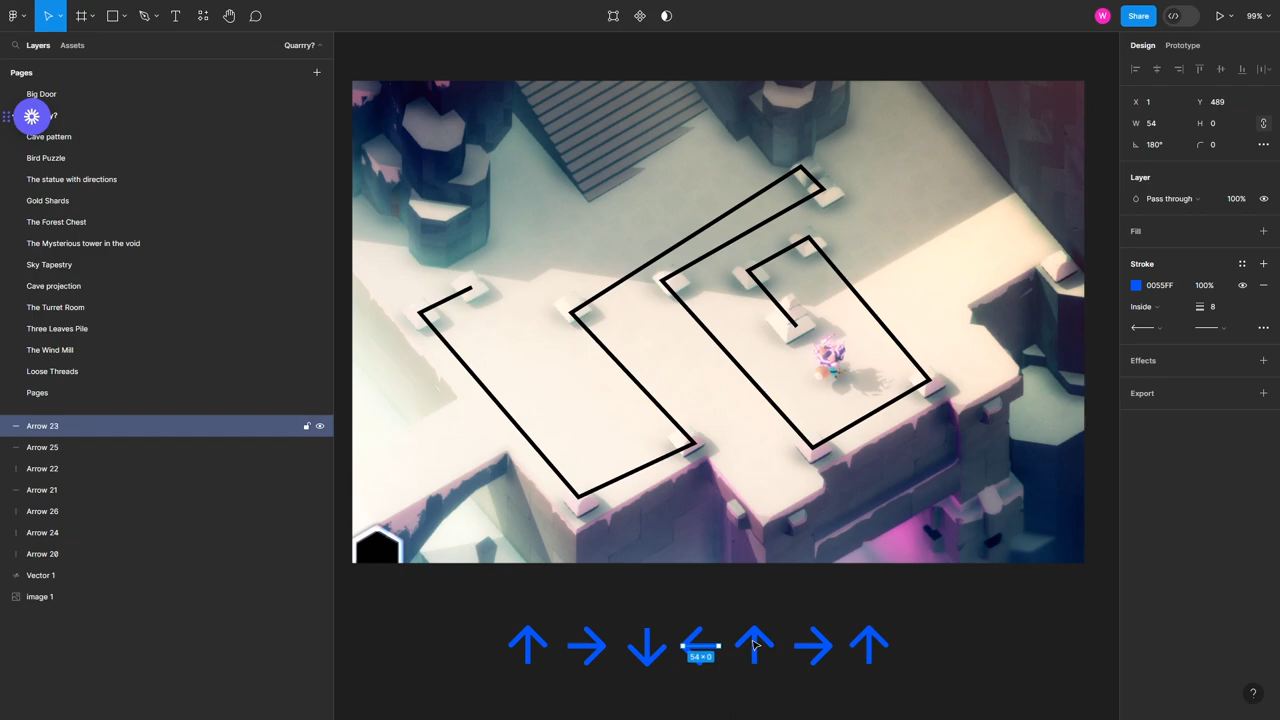 W
Share
99%
Layers
Assets
Quarrry?
Pages
Big Door
y?
Cave pattern
Bird Puzzle
The statue with directions
Gold Shards
The Forest Chest
The Mysterious tower in the void
Sky Tapestry
Cave projection
The Turret Room
Three Leaves Pile
The Wind Mill
Loose Threads
Pages
Arrow 23
Arrow 25
Arrow 22
Arrow 21
Arrow 26
Arrow 24
Arrow 20
Vector 1
image 1
54 × 0
Design
Prototype
X 1
Y 489
W 54
H 0
180°
0
Layer
Pass through
100%
Fill
Stroke
0055FF
100%
Inside
8
Effects
Export
?